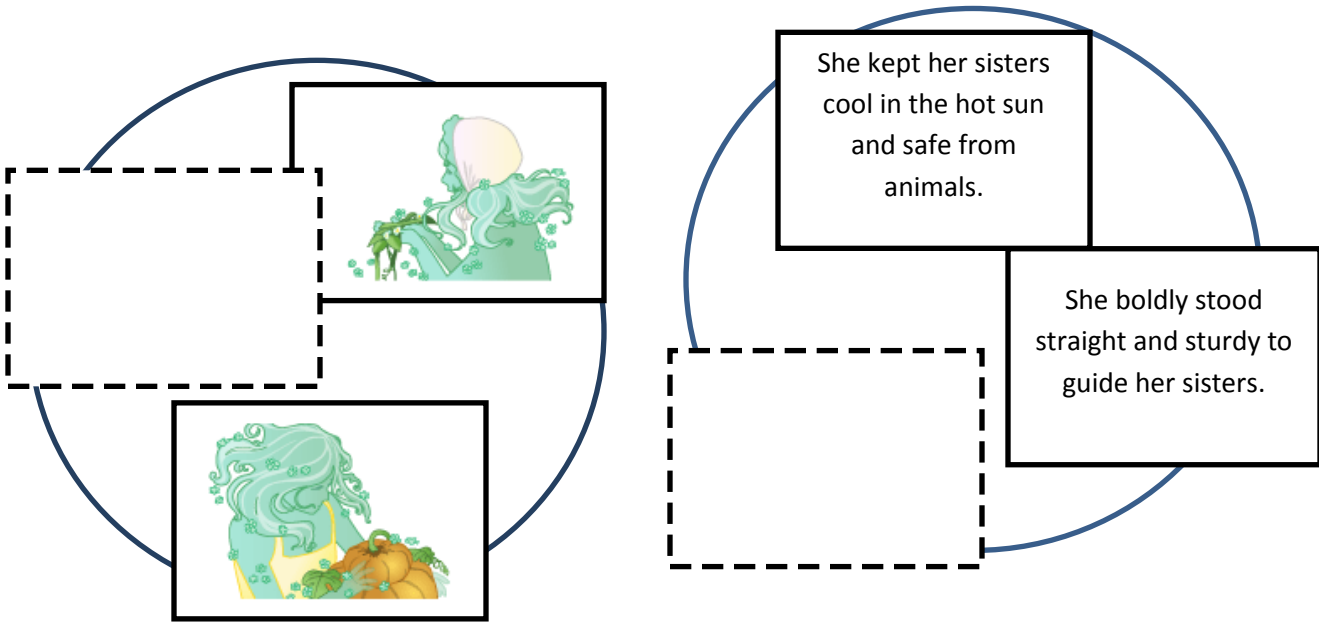 She kept her sisters
cool in the hot sun
and safe from
animals.
She boldly stood
straight and sturdy to
guide her sisters.